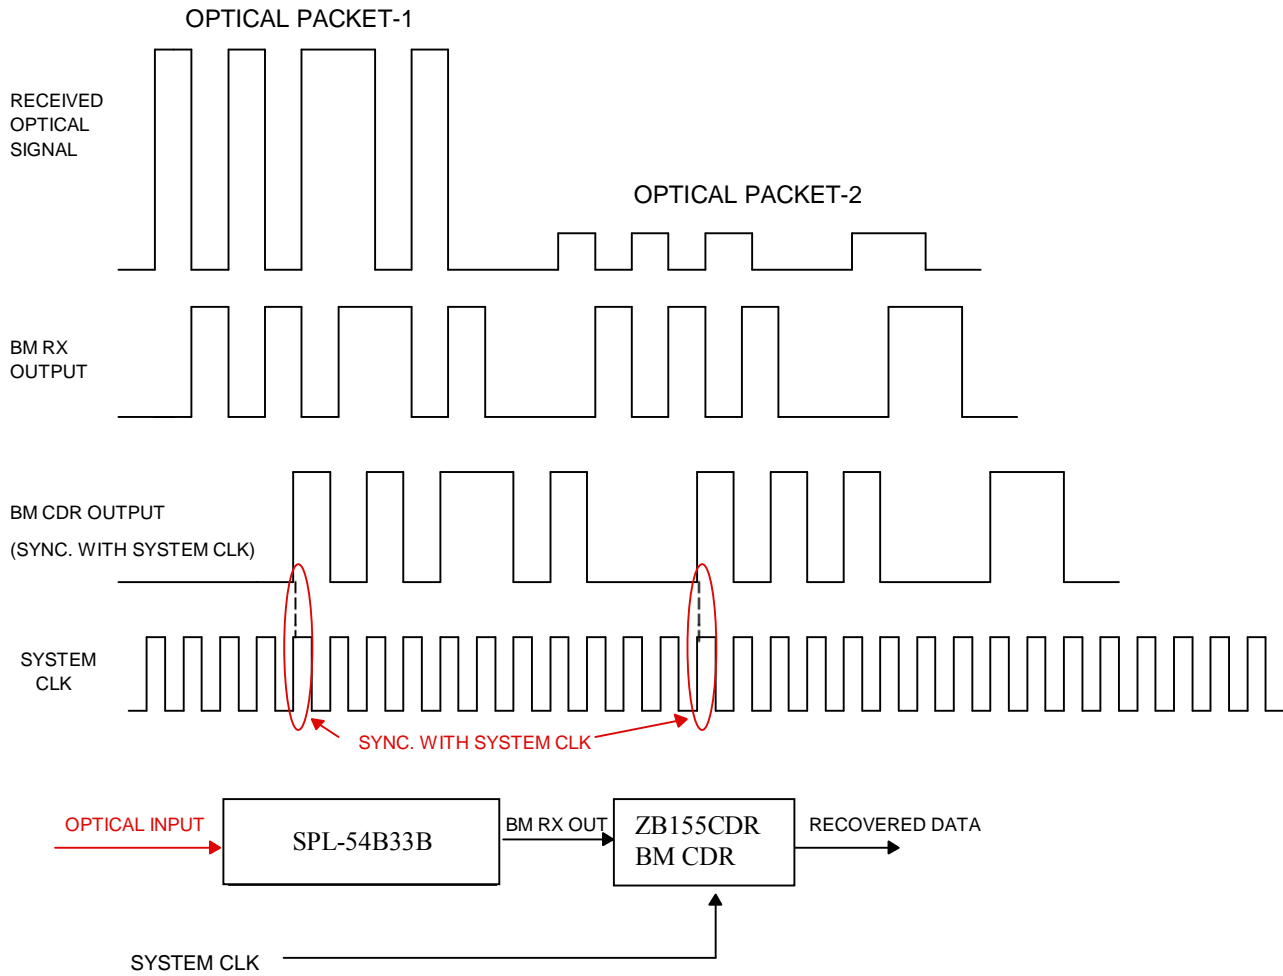 OPTICAL PACKET-1
RECEIVED
OPTICAL
SIGNAL
OPTICAL PACKET-2
BM RX
OUTPUT
BM CDR OUTPUT
(SYNC. WITH SYSTEM CLK)
SYSTEM
CLK
SYNC. WITH SYSTEM CLK
OPTICAL INPUT
SPL-54B33B
BM RX OUT
ZB155CDR
BM CDR
RECOVERED DATA
SYSTEM CLK